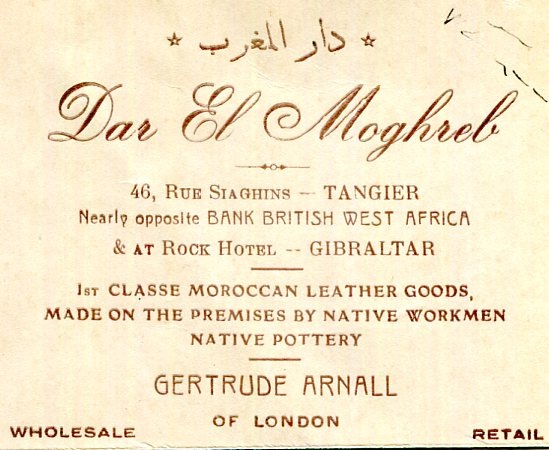 دار المغرب
Dar El Moghreb
46, RUE SIAGHINS -- TANGIER
Nearly opposite BANK BRITISH WEST AFRICA
& AT ROCK HOTEL -- GIBRALTAR
1ST CLASSE MOROCCAN LEATHER GOODS,
MADE ON THE PREMISES BY NATIVE WORKMEN
NATIVE POTTERY
GERTRUDE ARNALL
OF LONDON
WHOLESALE RETAIL